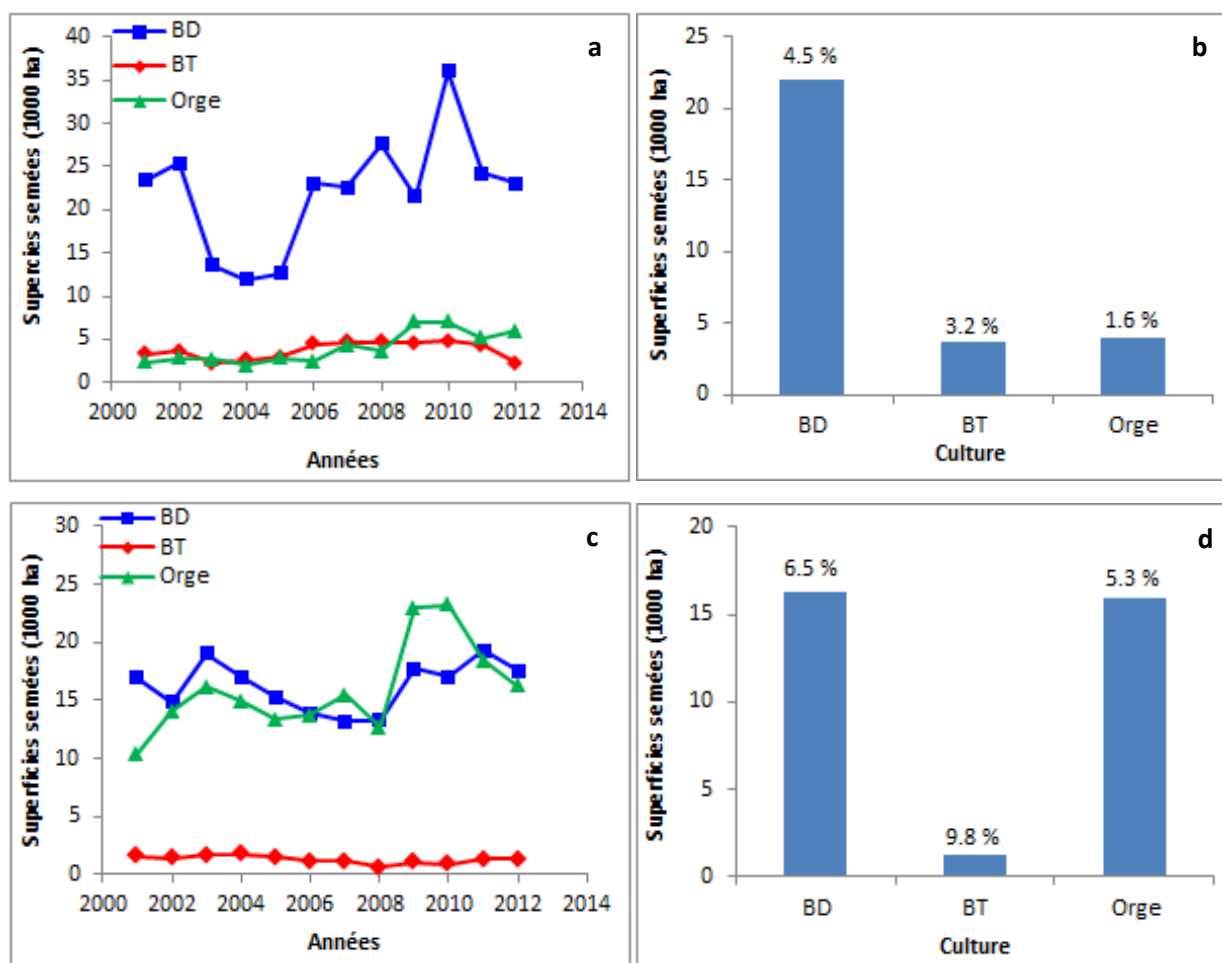 a
BD
BT
Orge
Supercies semées (1000 ha)
40
35
30
25
20
15
10
5
0
2000 2002 2004 2006 2008 2010 2012 2014
Années
b
Superficies semées (1000 ha)
25
20
15
10
5
0
4.5 %
3.2 %
1.6 %
BD BT Orge
Culture
c
BD
BT
Orge
Superficies semées (1000 ha)
30
25
20
15
10
5
0
2000 2002 2004 2006 2008 2010 2012 2014
Années
d
Superficies semées (1000 ha)
20
15
10
5
0
6.5 %
9.8 %
5.3 %
BD BT Orge
Culture